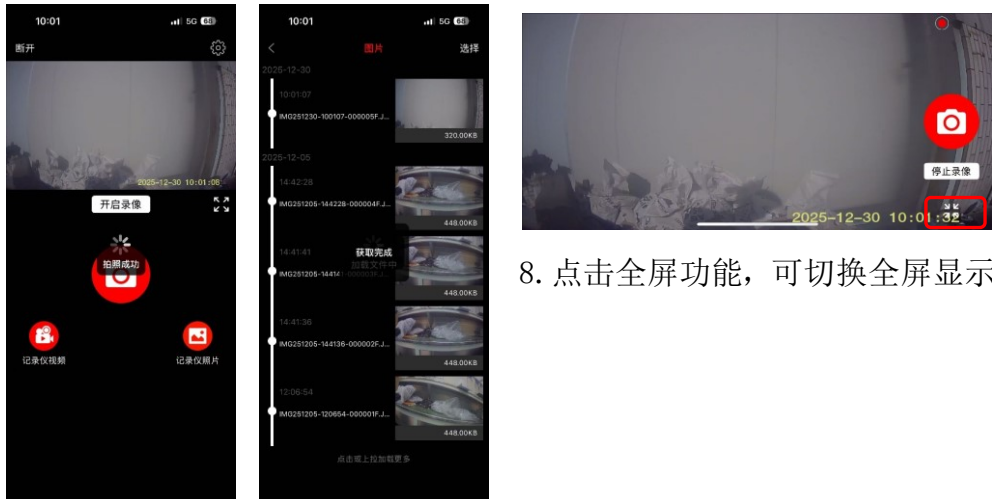 10:01
5G 68
断开
2025-12-30 10:01:06
开启录像
拍照成功
记录仪视频
记录仪照片
10:01
5G 68
图片
选择
2025-12-30
10:01:07
IMG251230-100107-000005F.J...
320.00KB
2025-12-05
14:42:28
IMG251205-144228-000004F.J...
448.00KB
14:41:41
获取完成
加载文件中
IMG251205-144141-000003F.J...
448.00KB
14:41:36
IMG251205-144136-000002F.J...
448.00KB
12:06:54
IMG251205-120654-000001F.J...
448.00KB
点击或上拉加载更多
停止录像
2025-12-30 10:01:32
8.点击全屏功能，可切换全屏显示